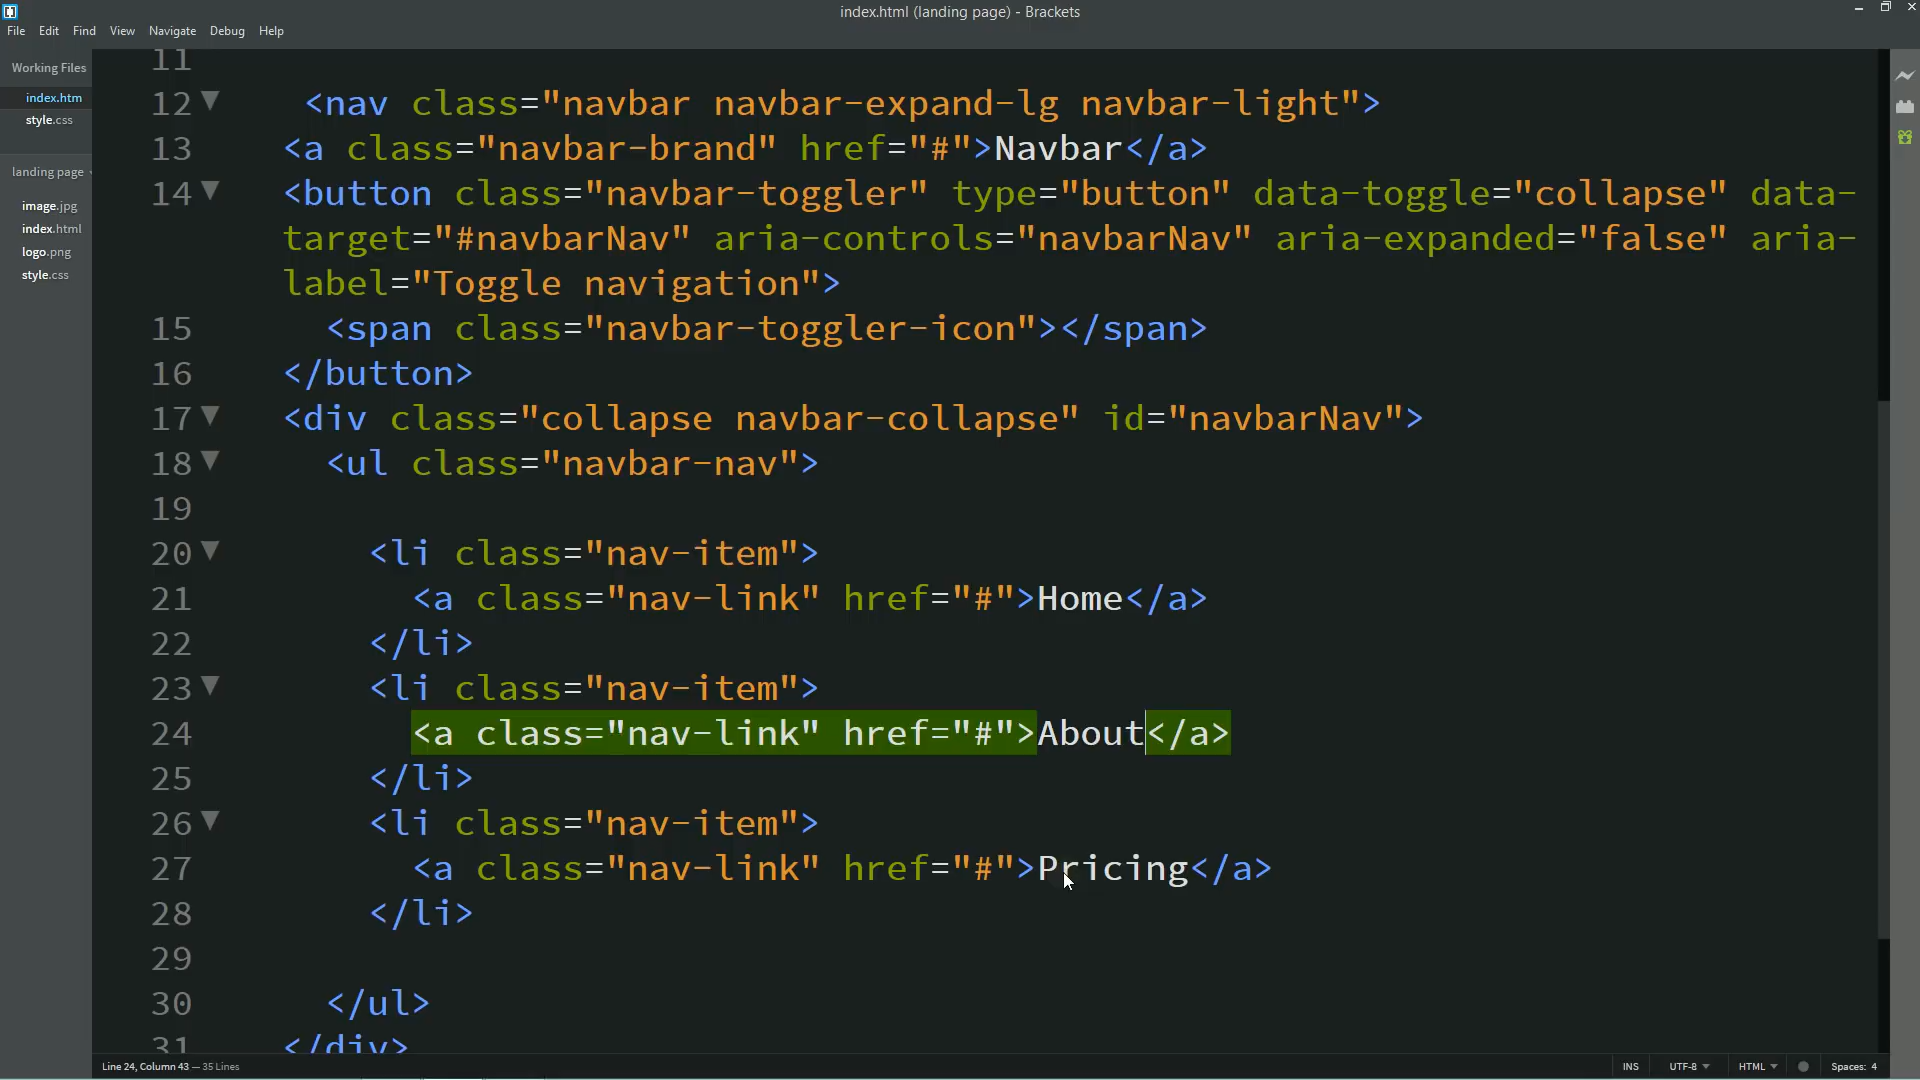 index.html (landing page) - Brackets
File Edit Find View Navigate Debug Help
Working Files
index.htm
style.css
landing page
image.jpg
index.html
logo.png
style.css
11
12 <nav class="navbar navbar-expand-lg navbar-light">
13 <a class="navbar-brand" href="#">Navbar</a>
14 <button class="navbar-toggler" type="button" data-toggle="collapse" data-
target="#navbarNav" aria-controls="navbarNav" aria-expanded="false" aria-
label="Toggle navigation">
15 <span class="navbar-toggler-icon"></span>
16 </button>
17 <div class="collapse navbar-collapse" id="navbarNav">
18 <ul class="navbar-nav">
19
20 <li class="nav-item">
21 <a class="nav-link" href="#">Home</a>
22 </li>
23 <li class="nav-item">
24 <a class="nav-link" href="#">About</a>
25 </li>
26 <li class="nav-item">
27 <a class="nav-link" href="#">Pricing</a>
28 </li>
29
30 </ul>
31 </div>
Line 24, Column 43 — 35 Lines
INS UTF-8 HTML Spaces: 4